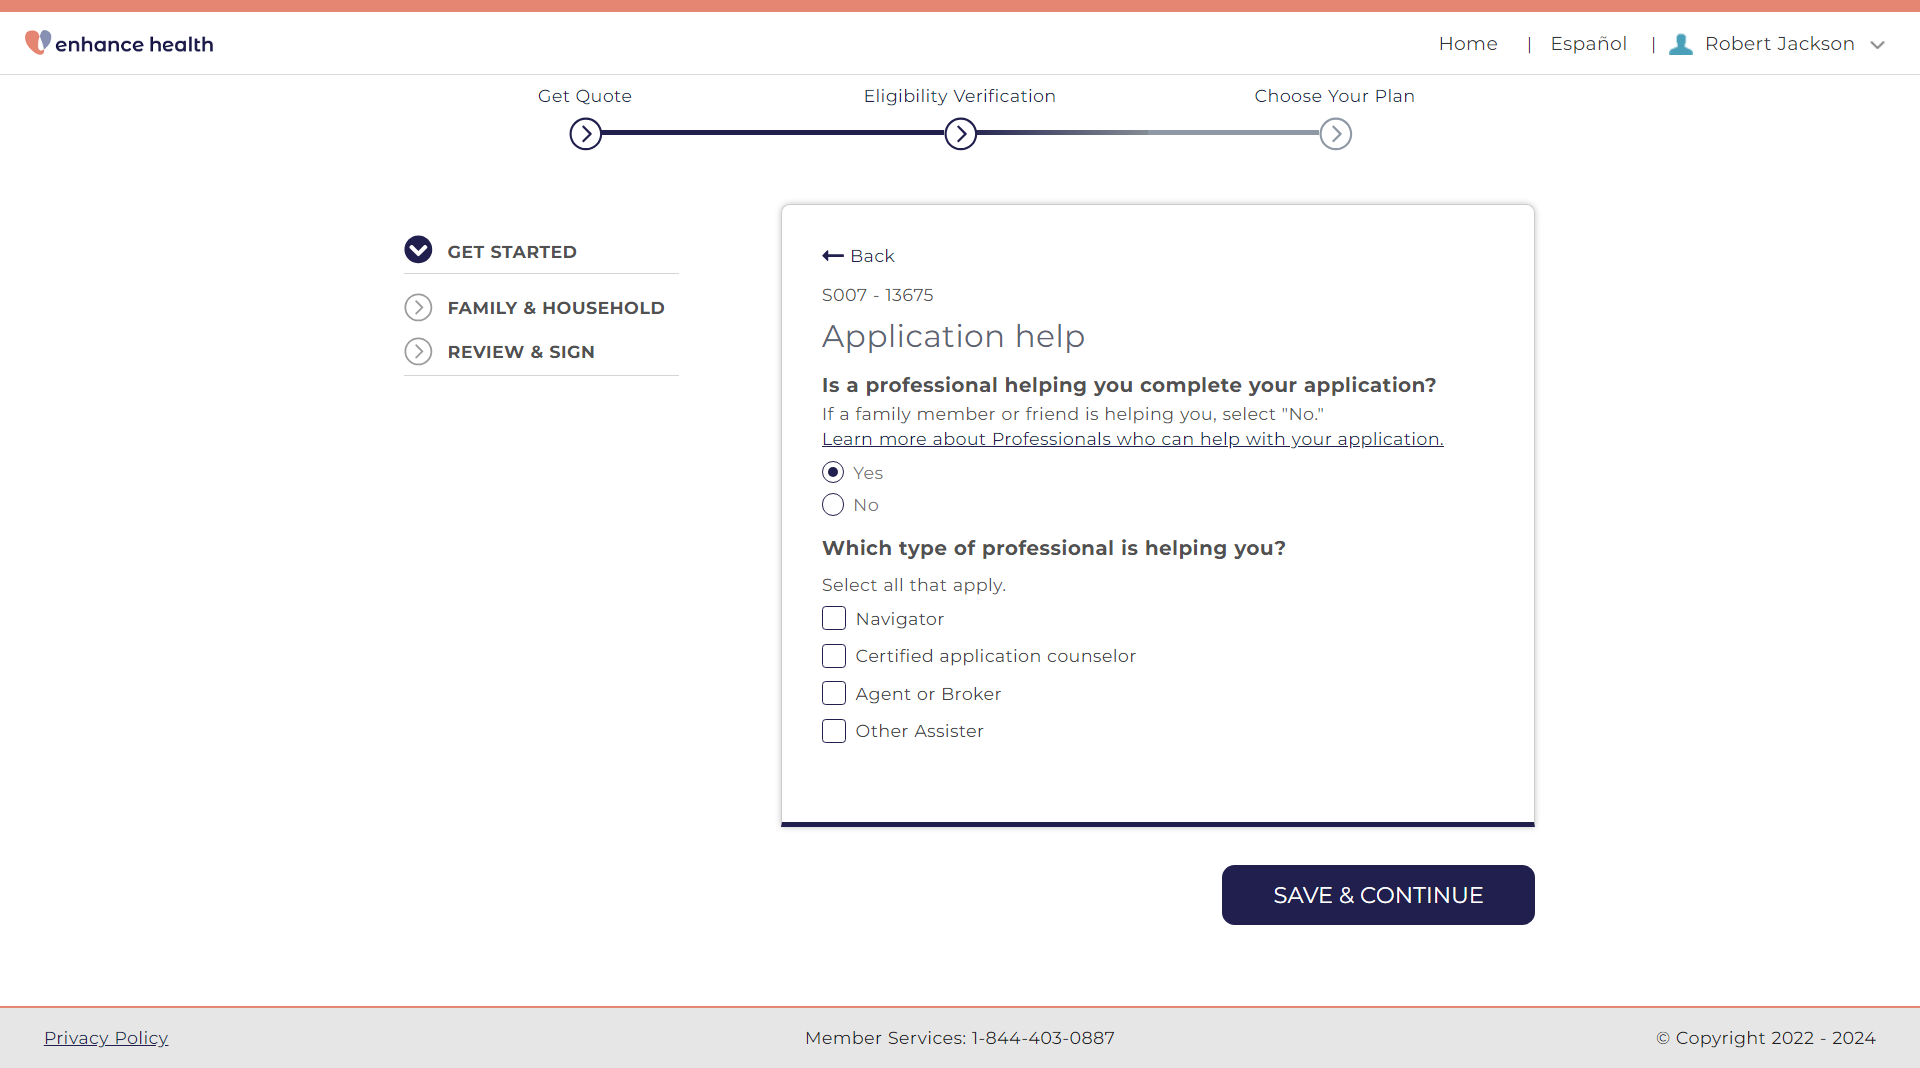 enhance health
Home | Español | Robert Jackson
Get Quote
Eligibility Verification
Choose Your Plan
GET STARTED
FAMILY & HOUSEHOLD
REVIEW & SIGN
Back
S007 - 13675
Application help
Is a professional helping you complete your application?
If a family member or friend is helping you, select "No."
Learn more about Professionals who can help with your application.
Yes
No
Which type of professional is helping you?
Select all that apply.
Navigator
Certified application counselor
Agent or Broker
Other Assister
SAVE & CONTINUE
Privacy Policy
Member Services: 1-844-403-0887
© Copyright 2022 - 2024